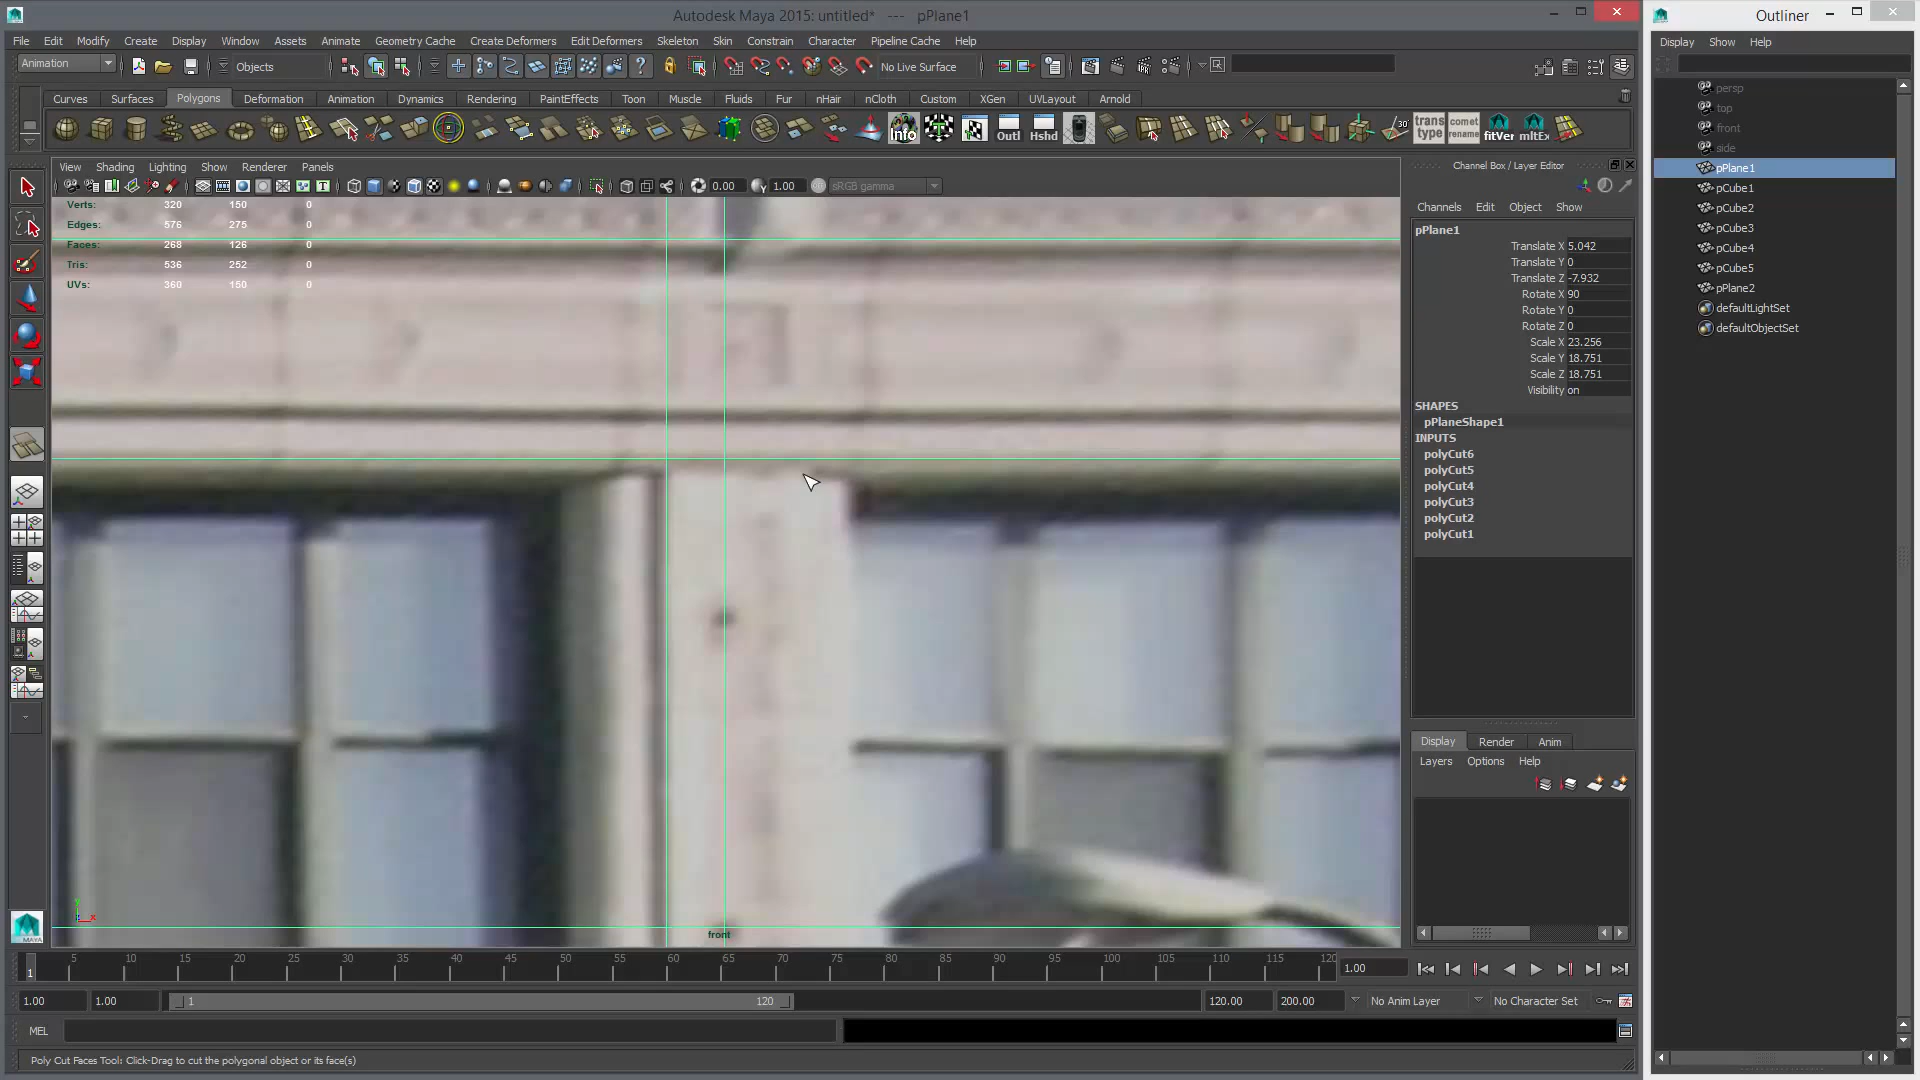 Autodesk Maya 2015: untitled* --- pPlane1
Outliner
File Edit Modify Create Display Window Assets Animate Geometry Cache Create Deformers Edit Deformers Skeleton Skin Constrain Character Pipeline Cache Help
Display Show Help
Animation
Objects
No Live Surface
Curves Surfaces Polygons Deformation Animation Dynamics Rendering PaintEffects Toon Muscle Fluids Fur nHair nCloth Custom XGen UVLayout Arnold
Info Outl Hshd trans type comet rename fitVer mltEx
View Shading Lighting Show Renderer Panels
0.00 1.00 sRGB gamma
Verts: 320 150 0
Edges: 576 275 0
Faces: 268 126 0
Tris: 536 252 0
UVs: 360 150 0
front
Channel Box / Layer Editor
Channels Edit Object Show
pPlane1
Translate X 5.042
Translate Y 0
Translate Z -7.932
Rotate X 90
Rotate Y 0
Rotate Z 0
Scale X 23.256
Scale Y 18.751
Scale Z 18.751
Visibility on
SHAPES
pPlaneShape1
INPUTS
polyCut6
polyCut5
polyCut4
polyCut3
polyCut2
polyCut1
Display Render Anim
Layers Options Help
persp
top
front
side
pPlane1
pCube1
pCube2
pCube3
pCube4
pCube5
pPlane2
defaultLightSet
defaultObjectSet
1 5 10 15 20 25 30 35 40 45 50 55 60 65 70 75 80 85 90 95 100 105 110 115 120
1.00
1.00 1.00 1 120 120.00 200.00 No Anim Layer No Character Set
MEL
Poly Cut Faces Tool: Click-Drag to cut the polygonal object or its face(s)